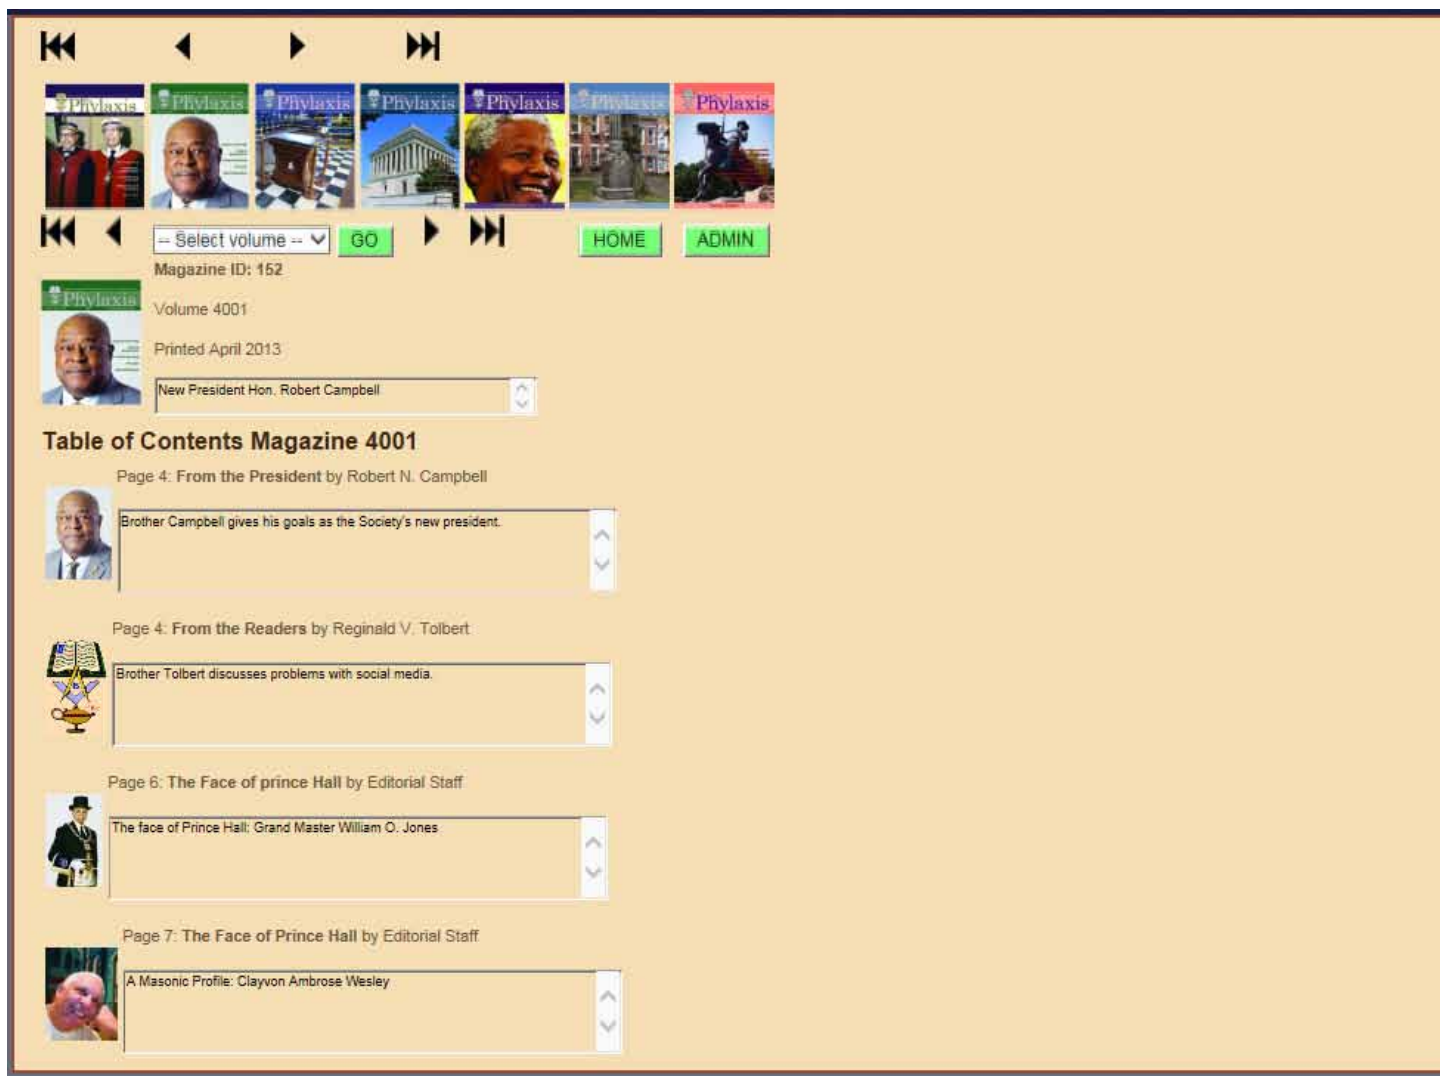 Phylaxis Phylaxis Phylaxis Phylaxis Phylaxis Phylaxis Phylaxis
-- Select volume -- GO HOME ADMIN
Magazine ID: 152
Phylaxis
Volume 4001
Printed April 2013
New President Hon. Robert Campbell
Table of Contents Magazine 4001
Page 4: From the President by Robert N. Campbell
Brother Campbell gives his goals as the Society's new president.
Page 4: From the Readers by Reginald V. Tolbert
Brother Tolbert discusses problems with social media.
Page 6: The Face of prince Hall by Editorial Staff
The face of Prince Hall: Grand Master William O. Jones
Page 7: The Face of Prince Hall by Editorial Staff
A Masonic Profile: Clayvon Ambrose Wesley